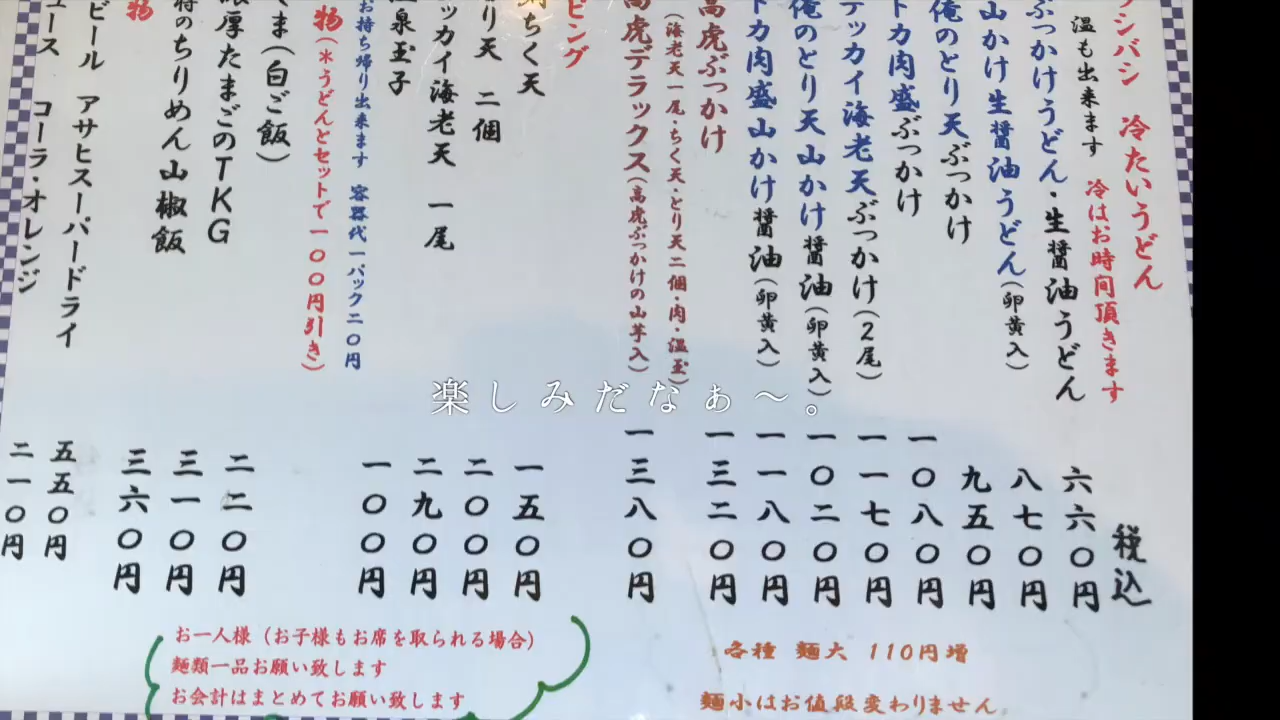 シバシ 冷たいうどん
温も出来ます 冷はお時間頂きます
税込
ぶっかけうどん・生醤油うどん 六六〇円
山かけ生醤油うどん(卵黄入) 八七〇円
俺のとり天ぶっかけ 九五〇円
トカ肉盛ぶっかけ 一〇八〇円
デッカイ海老天ぶっかけ(2尾) 一一七〇円
俺のとり天山かけ醤油(卵黄入) 一〇二〇円
トカ肉盛山かけ醤油(卵黄入) 一一八〇円
高虎ぶっかけ 一三二〇円
(海老天一尾・ちく天・とり天二個・肉・温玉)
高虎デラックス(高虎ぶっかけの山芋入) 一三八〇円
ピング
ちく天 一五〇円
り天 二個 二〇〇円
ッカイ海老天 一尾 二九〇円
泉玉子 一〇〇円
お持ち帰り出来ます 容器代一パック二〇円
物(*うどんとセットで一〇〇円引き)
ま(白ご飯) 二二〇円
濃厚たまごのTKG 三一〇円
特のちりめん山椒飯 三六〇円
物
ビール アサヒスーパードライ 五五〇円
ュース コーラ・オレンジ 二一〇円
楽しみだなぁ〜。
各種 麺大 110円増
麺小はお値段変わりません
お一人様(お子様もお席を取られる場合)
麺類一品お願い致します
お会計はまとめてお願い致します